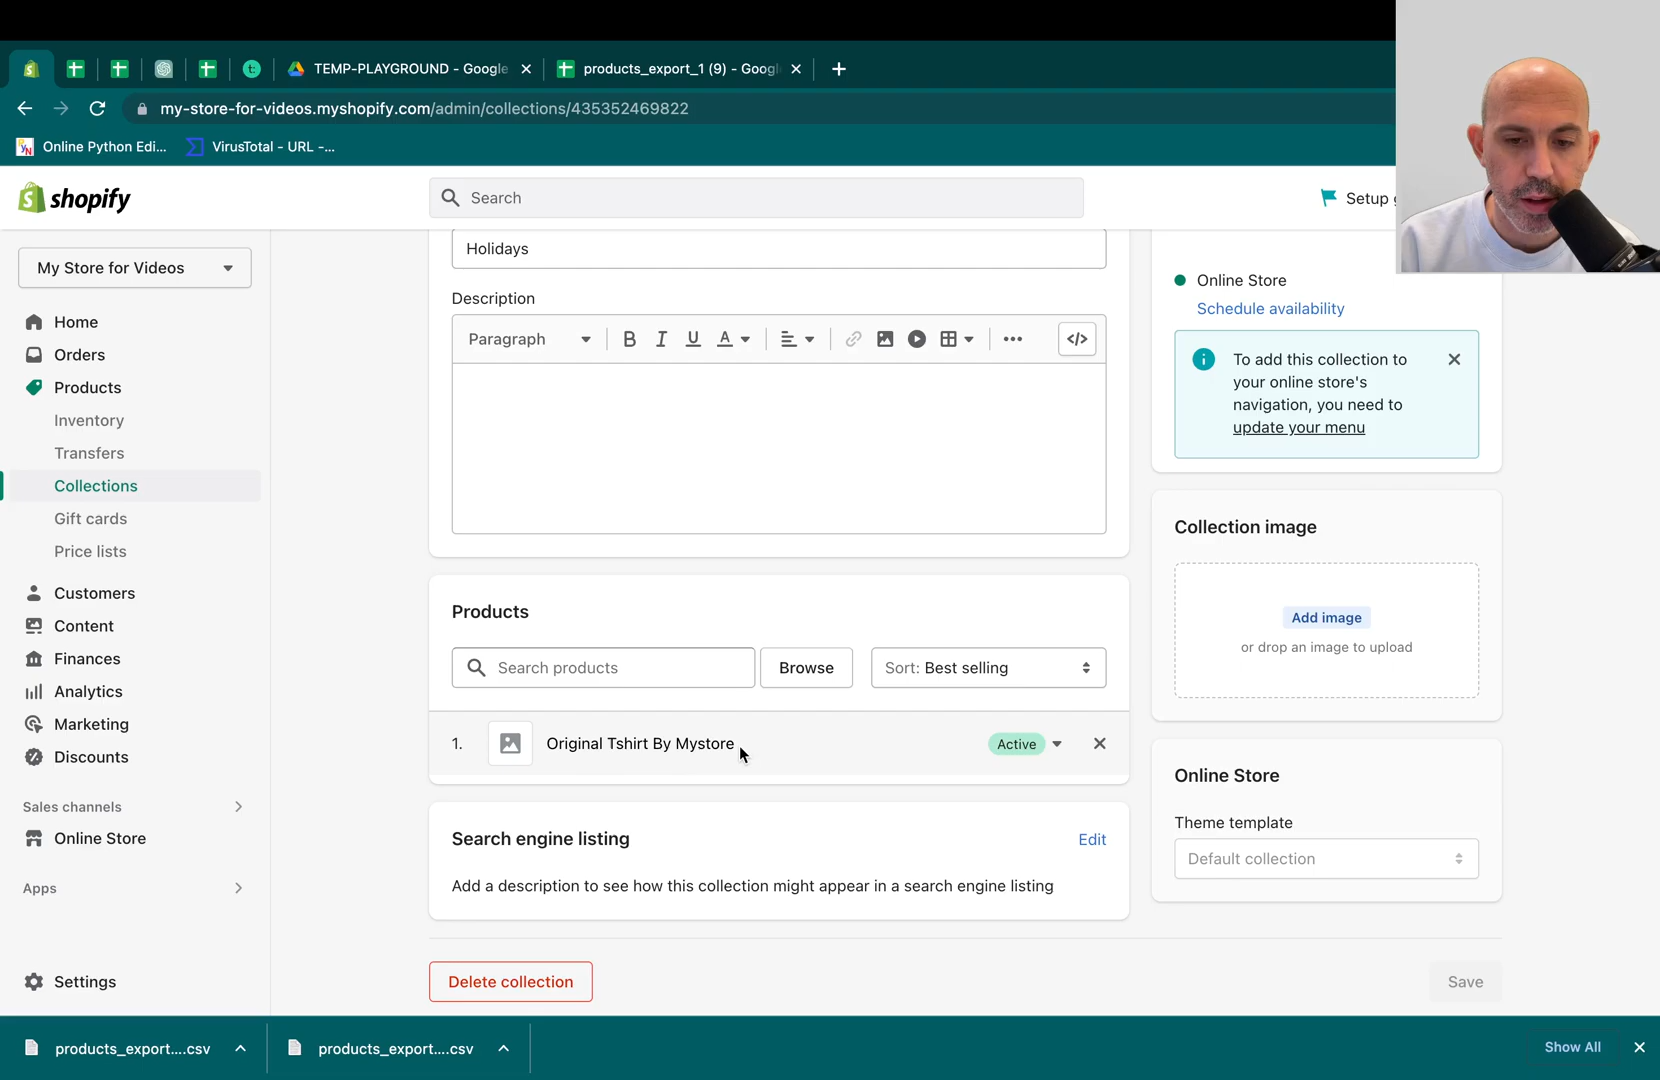 TEMP-PLAYGROUND - Google
products_export_1 (9) - Googl
my-store-for-videos.myshopify.com/admin/collections/435352469822
Online Python Edi...
VirusTotal - URL -...
shopify
Search
Setup g
My Store for Videos
Home
Orders
Products
Inventory
Transfers
Collections
Gift cards
Price lists
Customers
Content
Finances
Analytics
Marketing
Discounts
Sales channels
Online Store
Apps
Settings
Holidays
Description
Paragraph
Products
Search products
Browse
Sort: Best selling
1.
Original Tshirt By Mystore
Active
Search engine listing
Edit
Add a description to see how this collection might appear in a search engine listing
Delete collection
Save
Online Store
Schedule availability
To add this collection to
your online store's
navigation, you need to
update your menu
Collection image
Add image
or drop an image to upload
Online Store
Theme template
Default collection
products_export....csv
products_export....csv
Show All